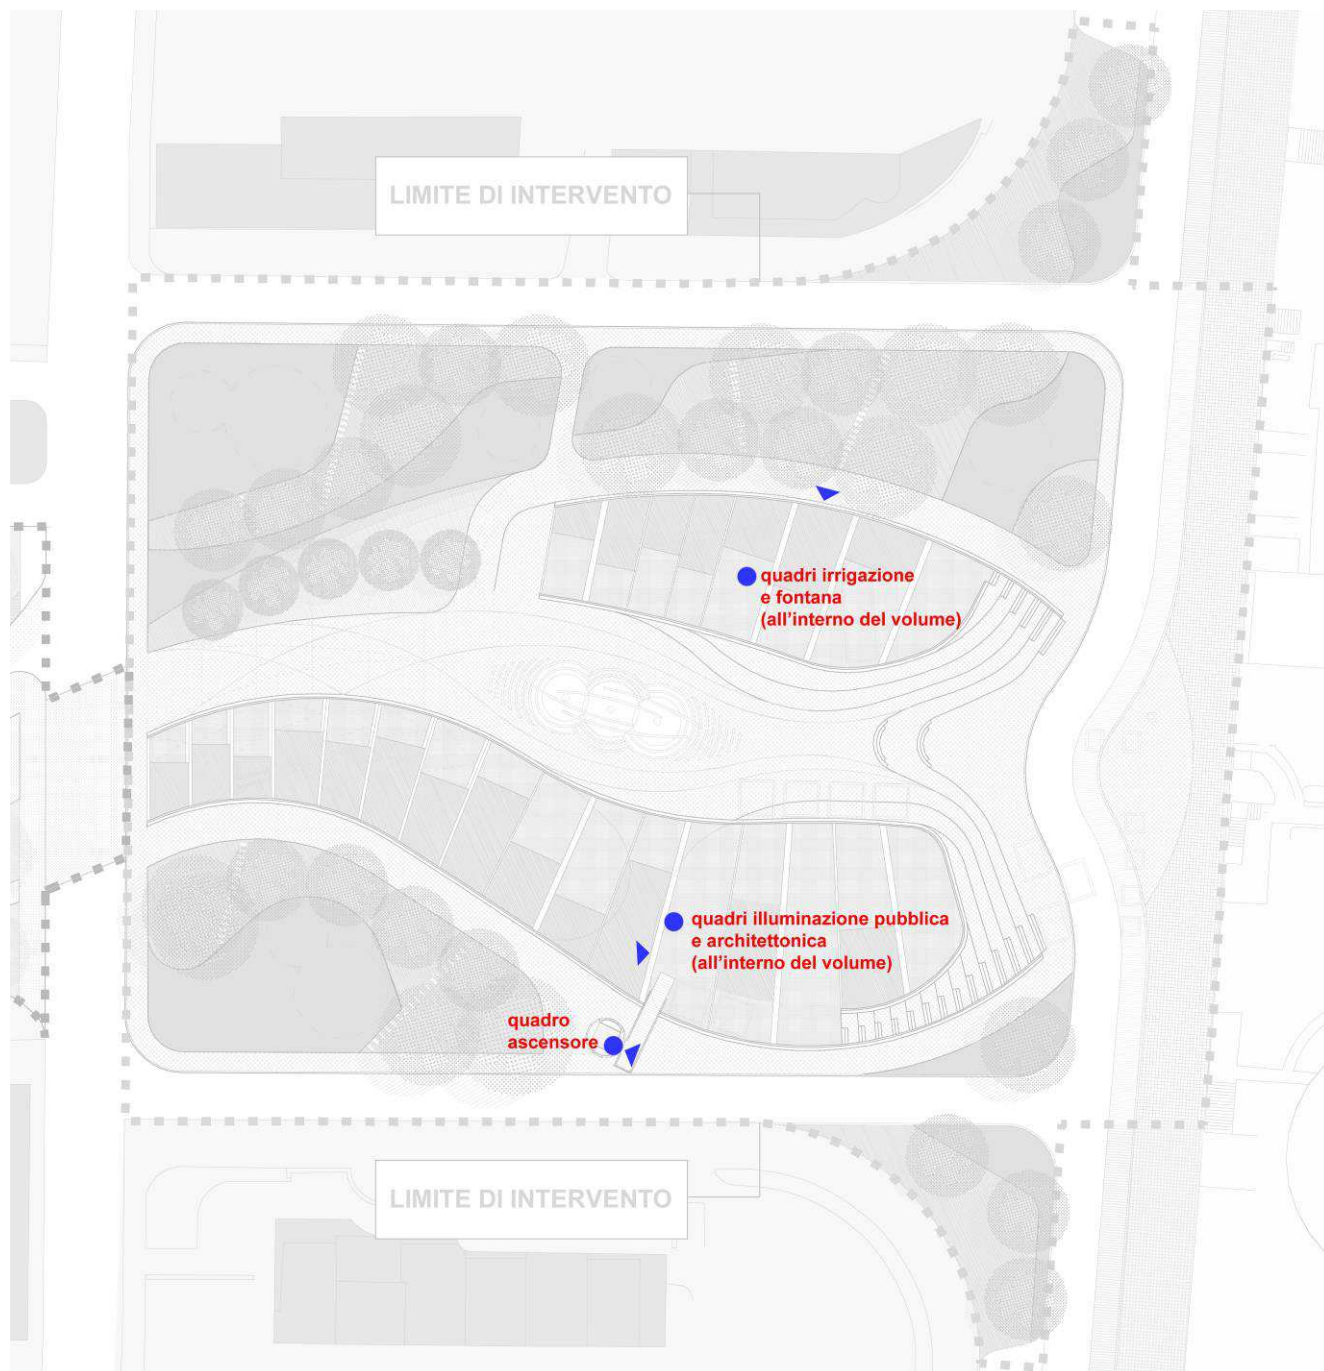 LIMITE DI INTERVENTO
quadri irrigazione
e fontana
(all'interno del volume)
quadri illuminazione pubblica
e architettonica
(all'interno del volume)
quadro
ascensore
LIMITE DI INTERVENTO